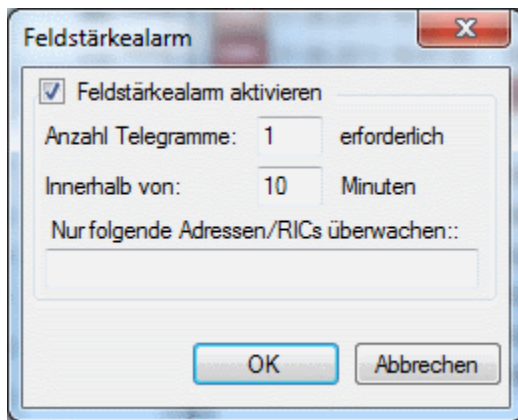 Feldstärkealarm
Feldstärkealarm aktivieren
Anzahl Telegramme: 1 erforderlich
Innerhalb von: 10 Minuten
Nur folgende Adressen/RICs überwachen::
OK Abbrechen